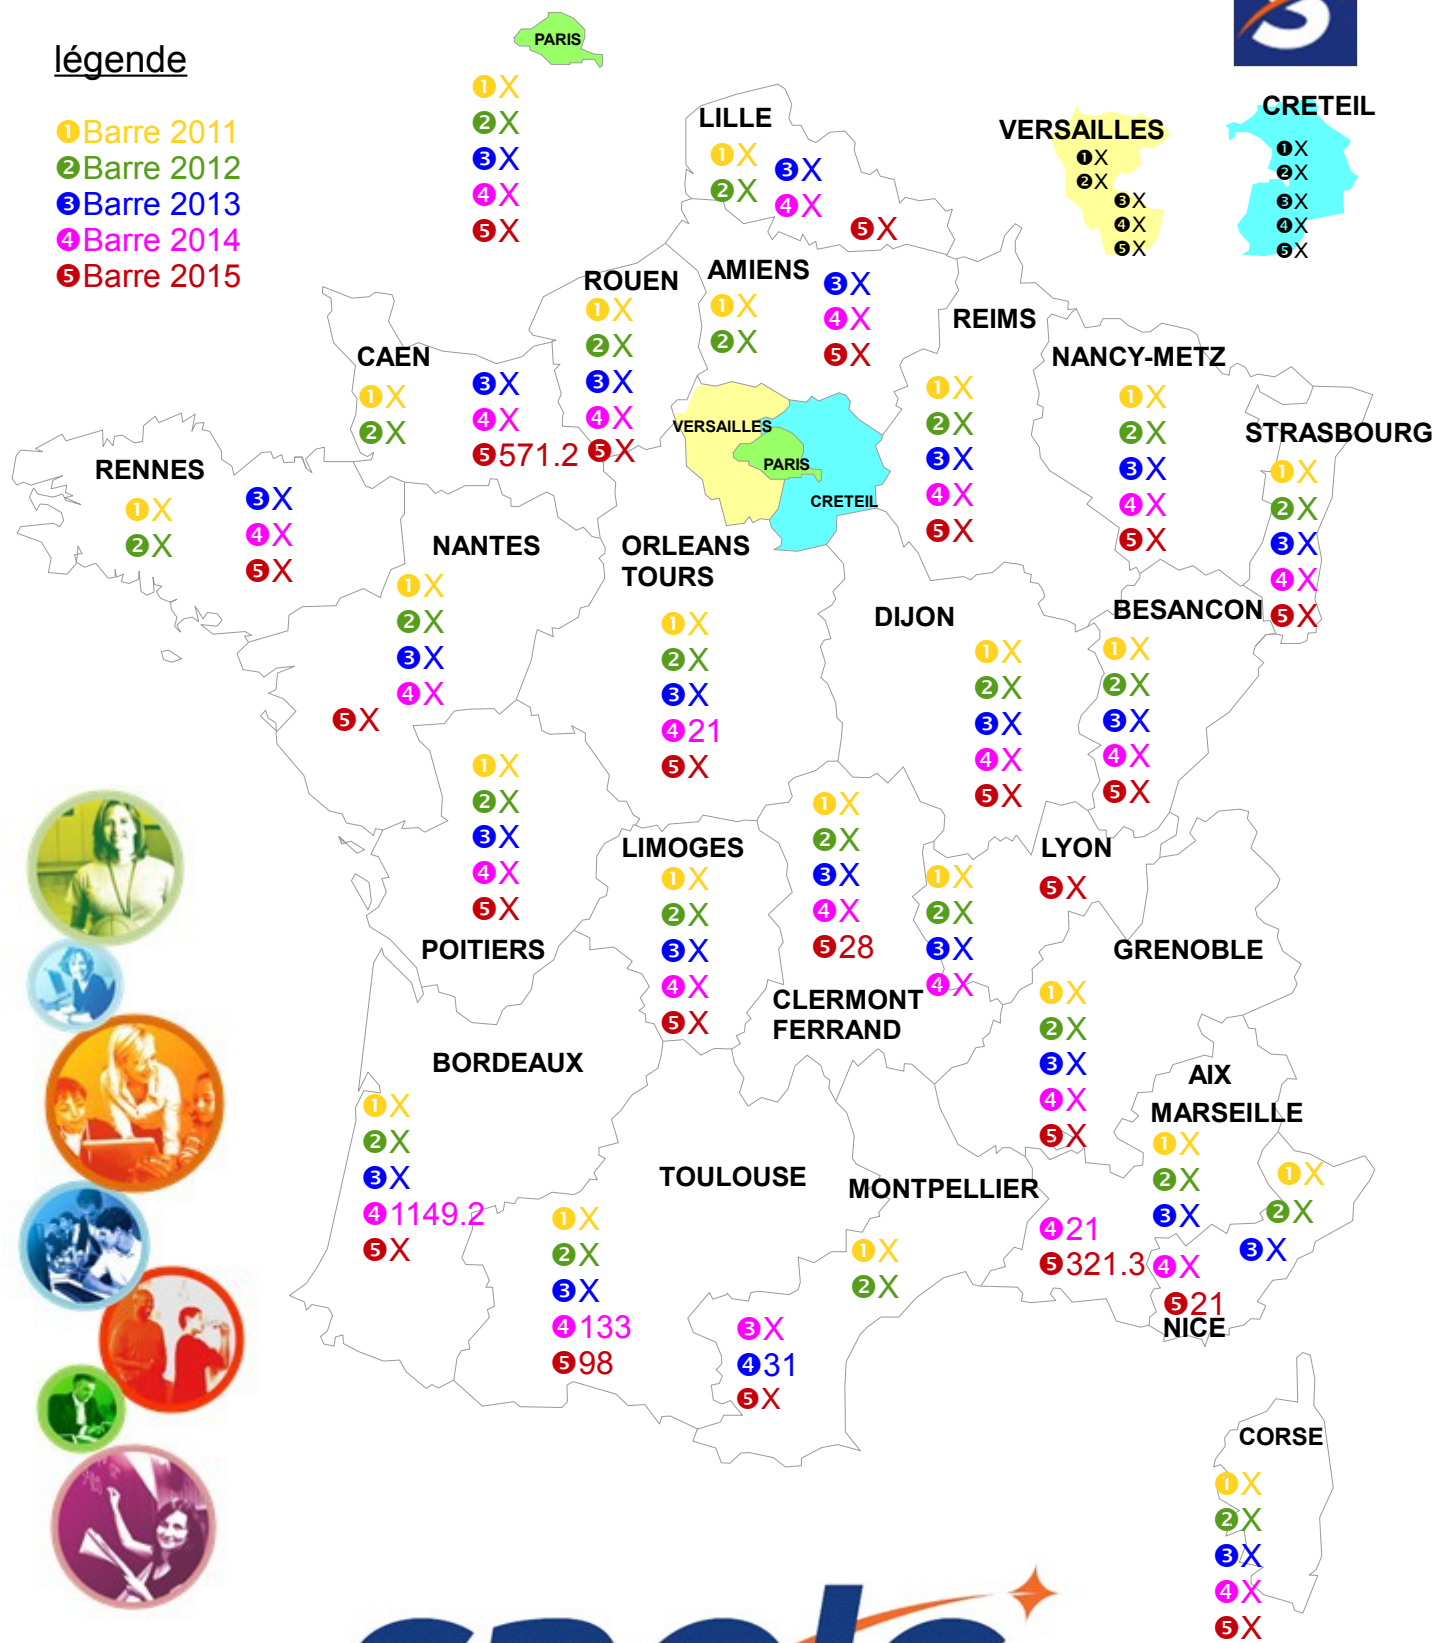 légende
❶Barre 2011
❷Barre 2012
❸Barre 2013
❹Barre 2014
❺Barre 2015
PARIS
❶X
❷X
❸X
❹X
❺X
LILLE
❶X
❷X
❸X
❹X
❺X
VERSAILLES
❶X
❷X
❸X
❹X
❺X
CRETEIL
❶X
❷X
❸X
❹X
❺X
ROUEN
❶X
❷X
❸X
❹X
❺X
AMIENS
❶X
❷X
❸X
❹X
❺X
REIMS
❶X
❷X
❸X
❹X
❺X
CAEN
❶X
❷X
❸X
❹X
❺571.2
NANCY-METZ
❶X
❷X
❸X
❹X
❺X
STRASBOURG
❶X
❷X
❸X
❹X
❺X
VERSAILLES
PARIS
CRETEIL
RENNES
❶X
❷X
❸X
❹X
❺X
NANTES
❶X
❷X
❸X
❹X
❺X
ORLEANS
TOURS
❶X
❷X
❸X
❹21
❺X
DIJON
❶X
❷X
❸X
❹X
❺X
BESANCON
❶X
❷X
❸X
❹X
❺X
❶X
❷X
❸X
❹X
❺X
POITIERS
LIMOGES
❶X
❷X
❸X
❹X
❺X
❶X
❷X
❸X
❹X
❺28
CLERMONT
FERRAND
LYON
❶X
❷X
❸X
❹X
❺X
GRENOBLE
❶X
❷X
❸X
❹X
❺X
BORDEAUX
❶X
❷X
❸X
❹1149.2
❺X
TOULOUSE
❶X
❷X
❸X
❹133
❺98
MONTPELLIER
❶X
❷X
❸X
❹31
❺X
AIX
MARSEILLE
❶X
❷X
❸X
❹21
❺321.3
❶X
❷X
❸X
❹X
❺21
NICE
CORSE
❶X
❷X
❸X
❹X
❺X